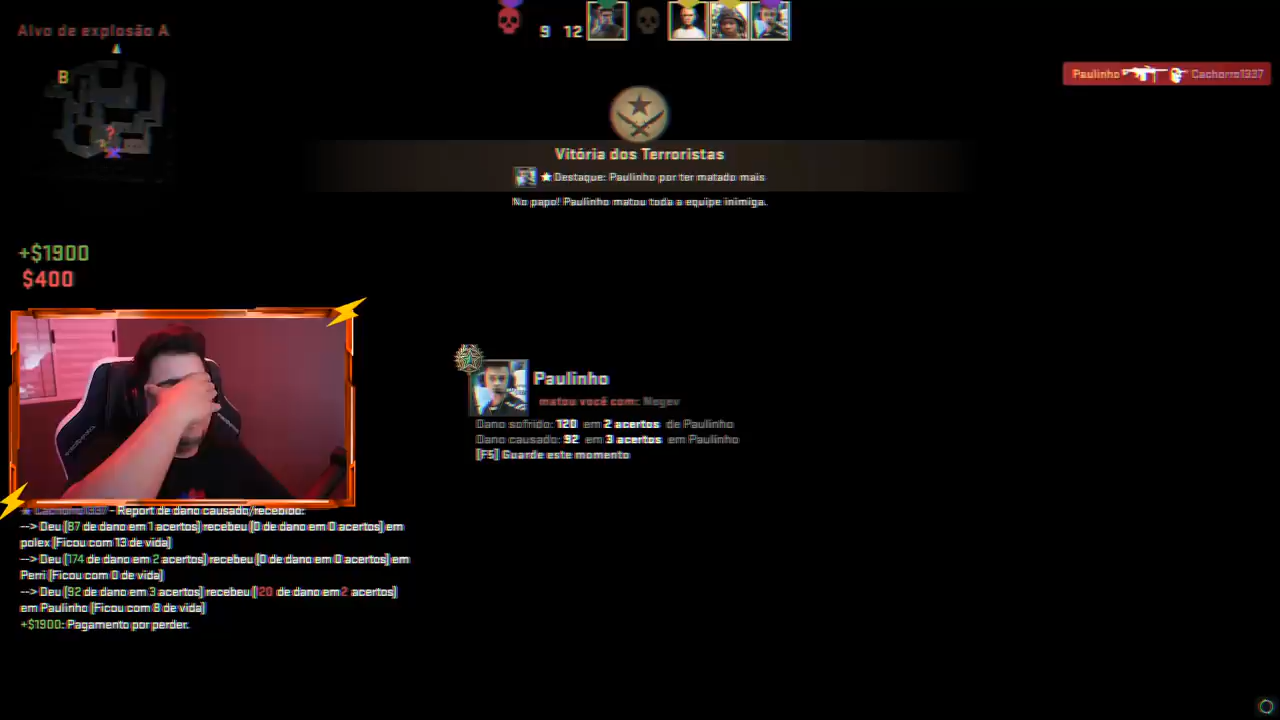 Alvo de explosão A
B
?
9 12
Paulinho Cachorro1337
Vitória dos Terroristas
★ Destaque: Paulinho por ter matado mais
No papo! Paulinho matou toda a equipe inimiga.
+$1900
$400
Paulinho
matou você com: Negev
Dano sofrido: 120 em 2 acertos de Paulinho
Dano causado: 92 em 3 acertos em Paulinho
[F5] Guarde este momento
★ Cachorro1337 - Report de dano causado/recebido:
--> Deu [87 de dano em 1 acertos] recebeu [0 de dano em 0 acertos] em
polex [Ficou com 13 de vida]
--> Deu [174 de dano em 2 acertos] recebeu [0 de dano em 0 acertos] em
Perri [Ficou com 0 de vida]
--> Deu [92 de dano em 3 acertos] recebeu [120 de dano em 2 acertos]
em Paulinho [Ficou com 8 de vida]
+$1900: Pagamento por perder.